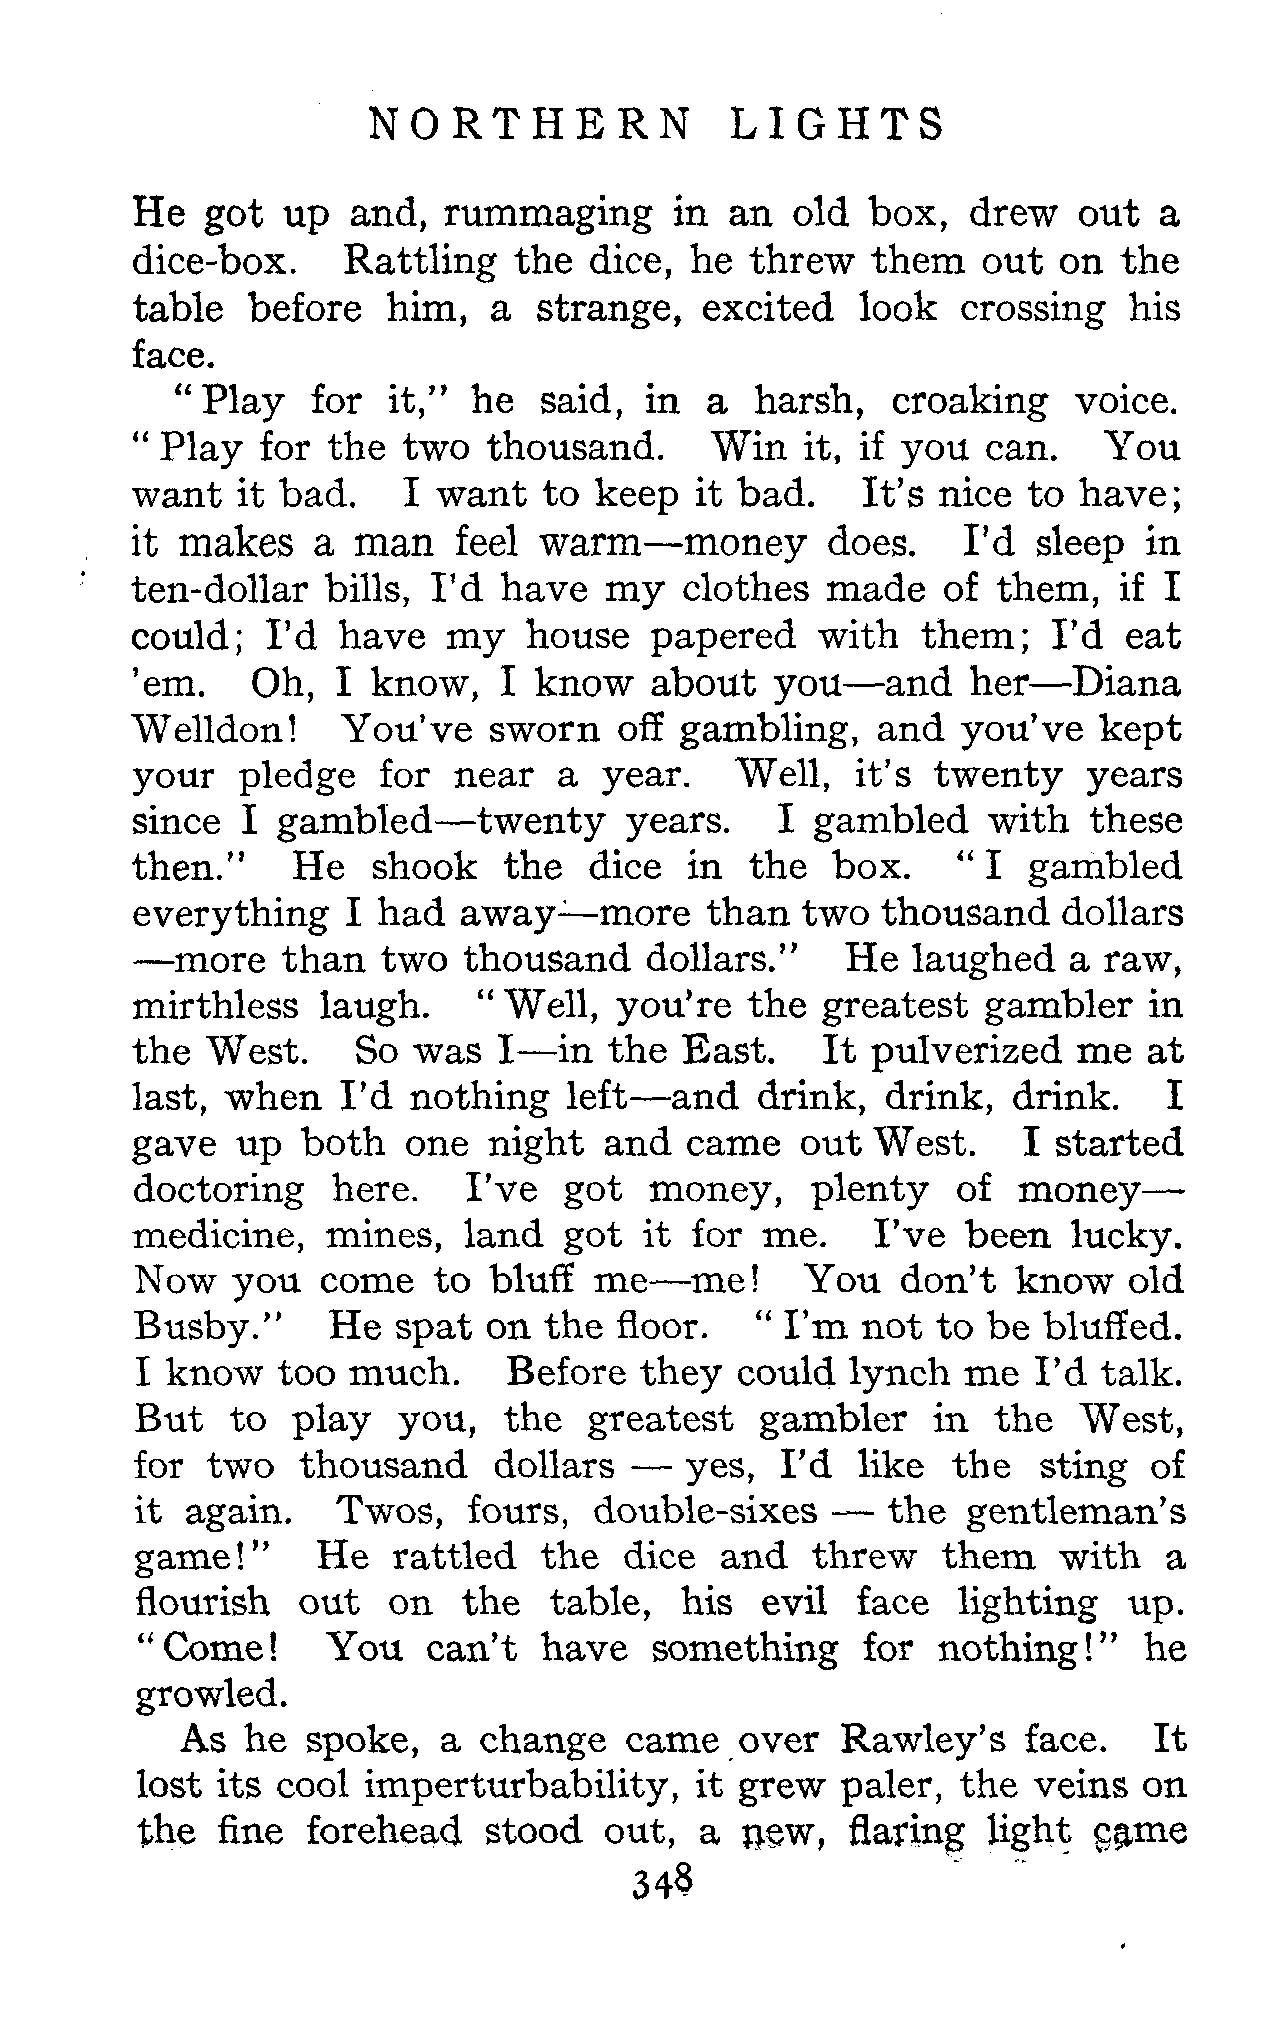 NORTHERN LIGHTS
He got up and, rummaging in an old box, drew out a
dice-box. Rattling the dice, he threw them out on the
table before him, a strange, excited look crossing his
face.
"Play for it," he said, in a harsh, croaking voice.
"Play for the two thousand. Win it, if you can. You
want it bad. I want to keep it bad. It's nice to have;
it makes a man feel warm—money does. I'd sleep in
ten-dollar bills, I'd have my clothes made of them, if I
could; I'd have my house papered with them; I'd eat
'em. Oh, I know, I know about you—and her—Diana
Welldon! You've sworn off gambling, and you've kept
your pledge for near a year. Well, it's twenty years
since I gambled—twenty years. I gambled with these
then." He shook the dice in the box. "I gambled
everything I had away—more than two thousand dollars
—more than two thousand dollars." He laughed a raw,
mirthless laugh. "Well, you're the greatest gambler in
the West. So was I—in the East. It pulverized me at
last, when I'd nothing left—and drink, drink, drink. I
gave up both one night and came out West. I started
doctoring here. I've got money, plenty of money—
medicine, mines, land got it for me. I've been lucky.
Now you come to bluff me—me! You don't know old
Busby." He spat on the floor. "I'm not to be bluffed.
I know too much. Before they could lynch me I'd talk.
But to play you, the greatest gambler in the West,
for two thousand dollars — yes, I'd like the sting of
it again. Twos, fours, double-sixes — the gentleman's
game!" He rattled the dice and threw them with a
flourish out on the table, his evil face lighting up.
"Come! You can't have something for nothing!" he
growled.
As he spoke, a change came over Rawley's face. It
lost its cool imperturbability, it grew paler, the veins on
the fine forehead stood out, a new, flaring light came
348